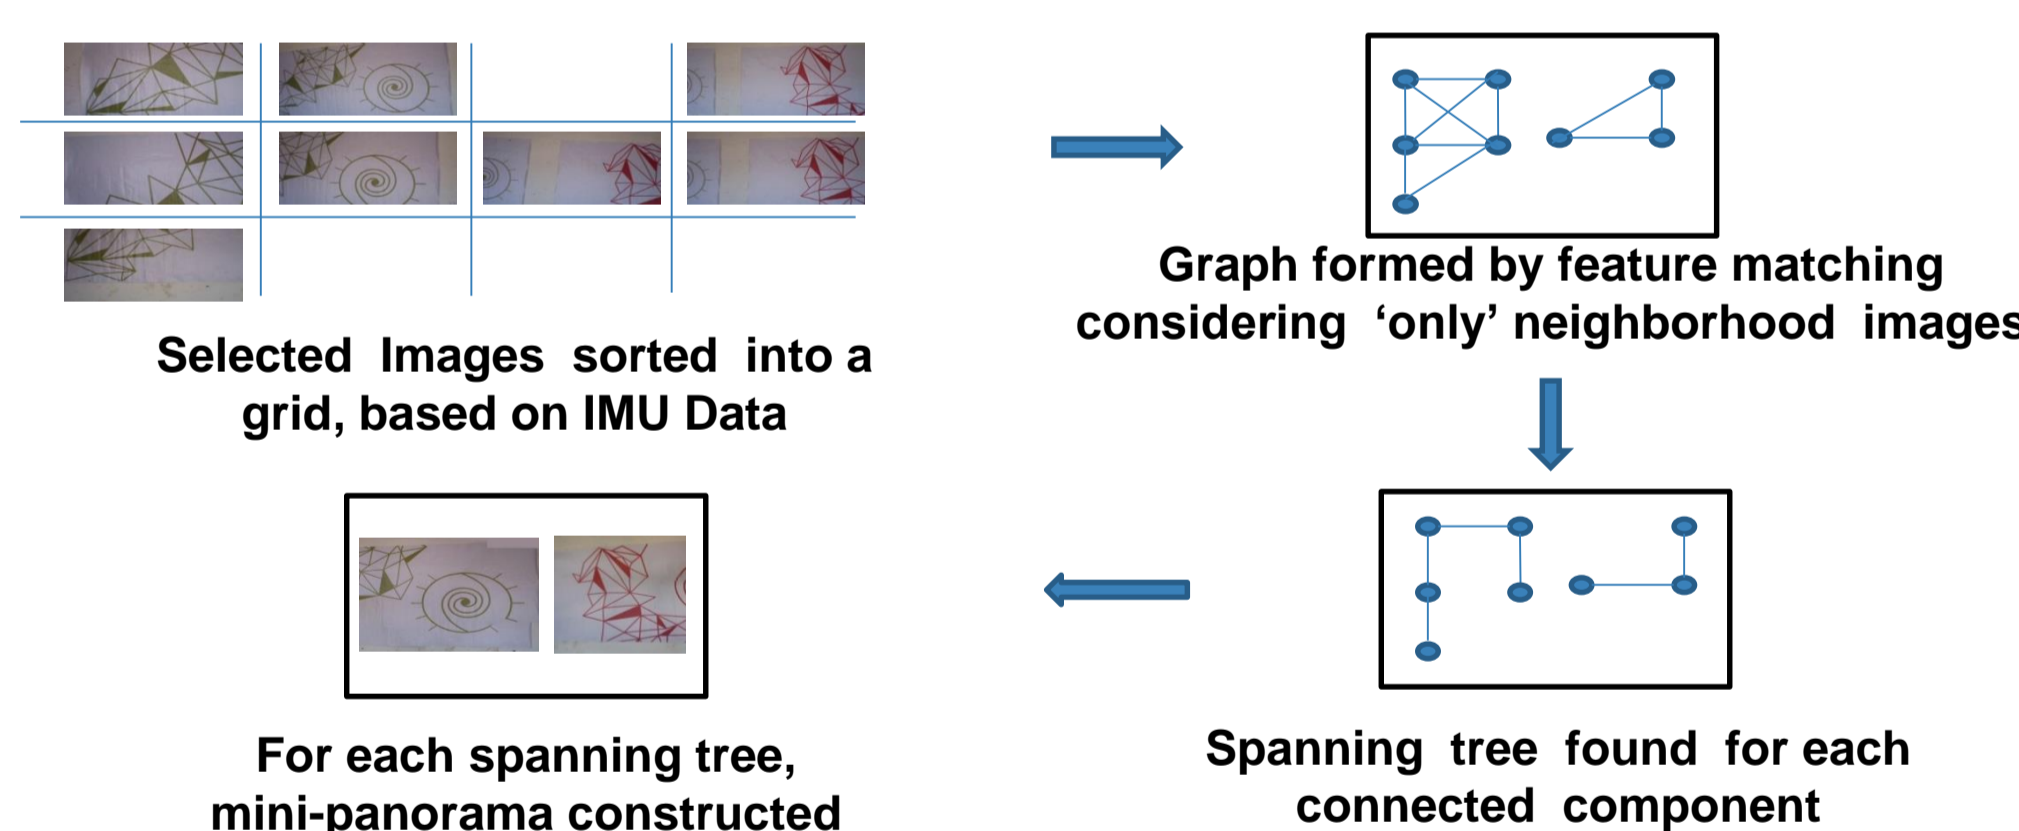 Selected Images sorted into a
grid, based on IMU Data
Graph formed by feature matching
considering ‘only’ neighborhood images
For each spanning tree,
mini-panorama constructed
Spanning tree found for each
connected component